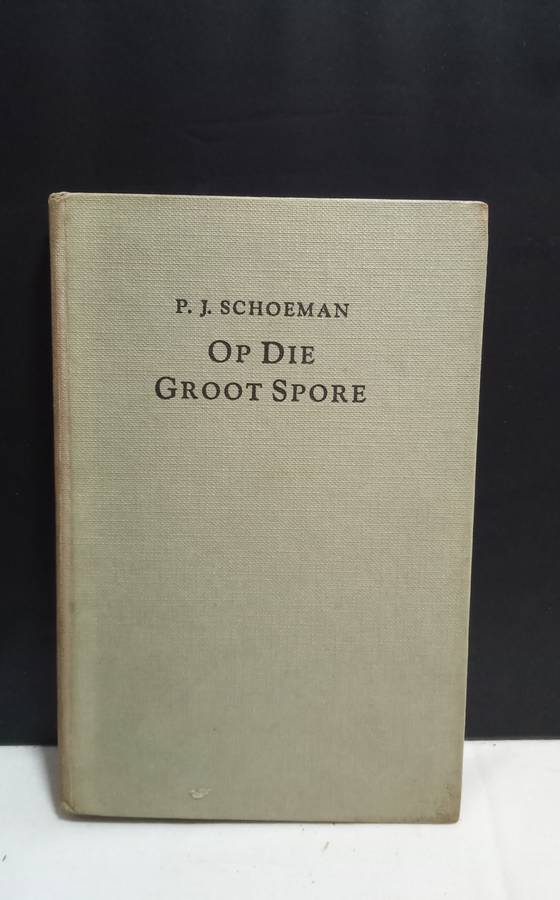 P. J. SCHOEMAN
OP DIE
GROOT SPORE